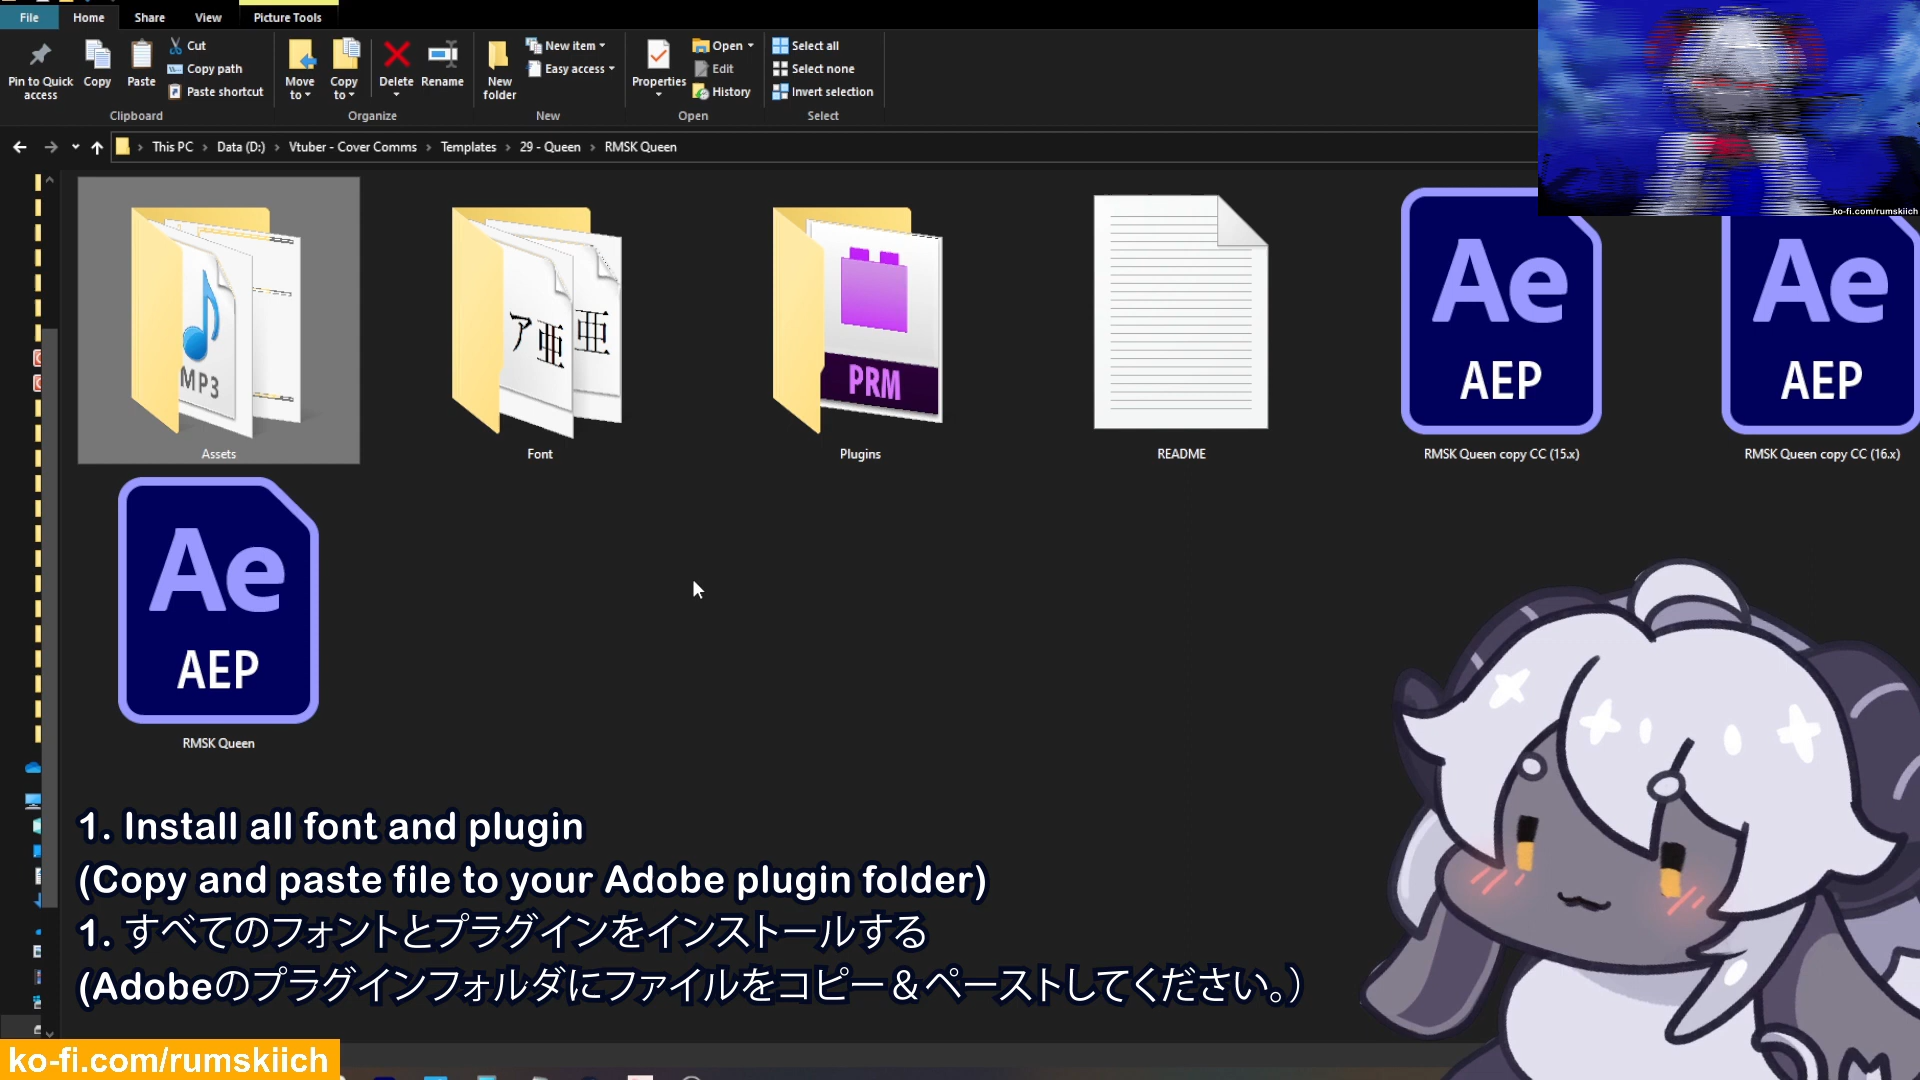 File Home Share View Picture Tools
Pin to Quick access
Copy
Paste
Cut
Copy path
Paste shortcut
Clipboard
Move to
Copy to
Delete
Rename
Organize
New folder
New item
Easy access
New
Properties
Open
Edit
History
Open
Select all
Select none
Invert selection
Select
This PC › Data (D:) › Vtuber - Cover Comms › Templates › 29 - Queen › RMSK Queen
ko-fi.com/rumskiich
MP3
ア亜 亜
PRM
Ae
AEP
Ae
AEP
Assets
Font
Plugins
README
RMSK Queen copy CC (15.x)
RMSK Queen copy CC (16.x)
Ae
AEP
RMSK Queen
1. Install all font and plugin
(Copy and paste file to your Adobe plugin folder)
1. すべてのフォントとプラグインをインストールする
(Adobeのプラグインフォルダにファイルをコピー＆ペーストしてください。）
ko-fi.com/rumskiich